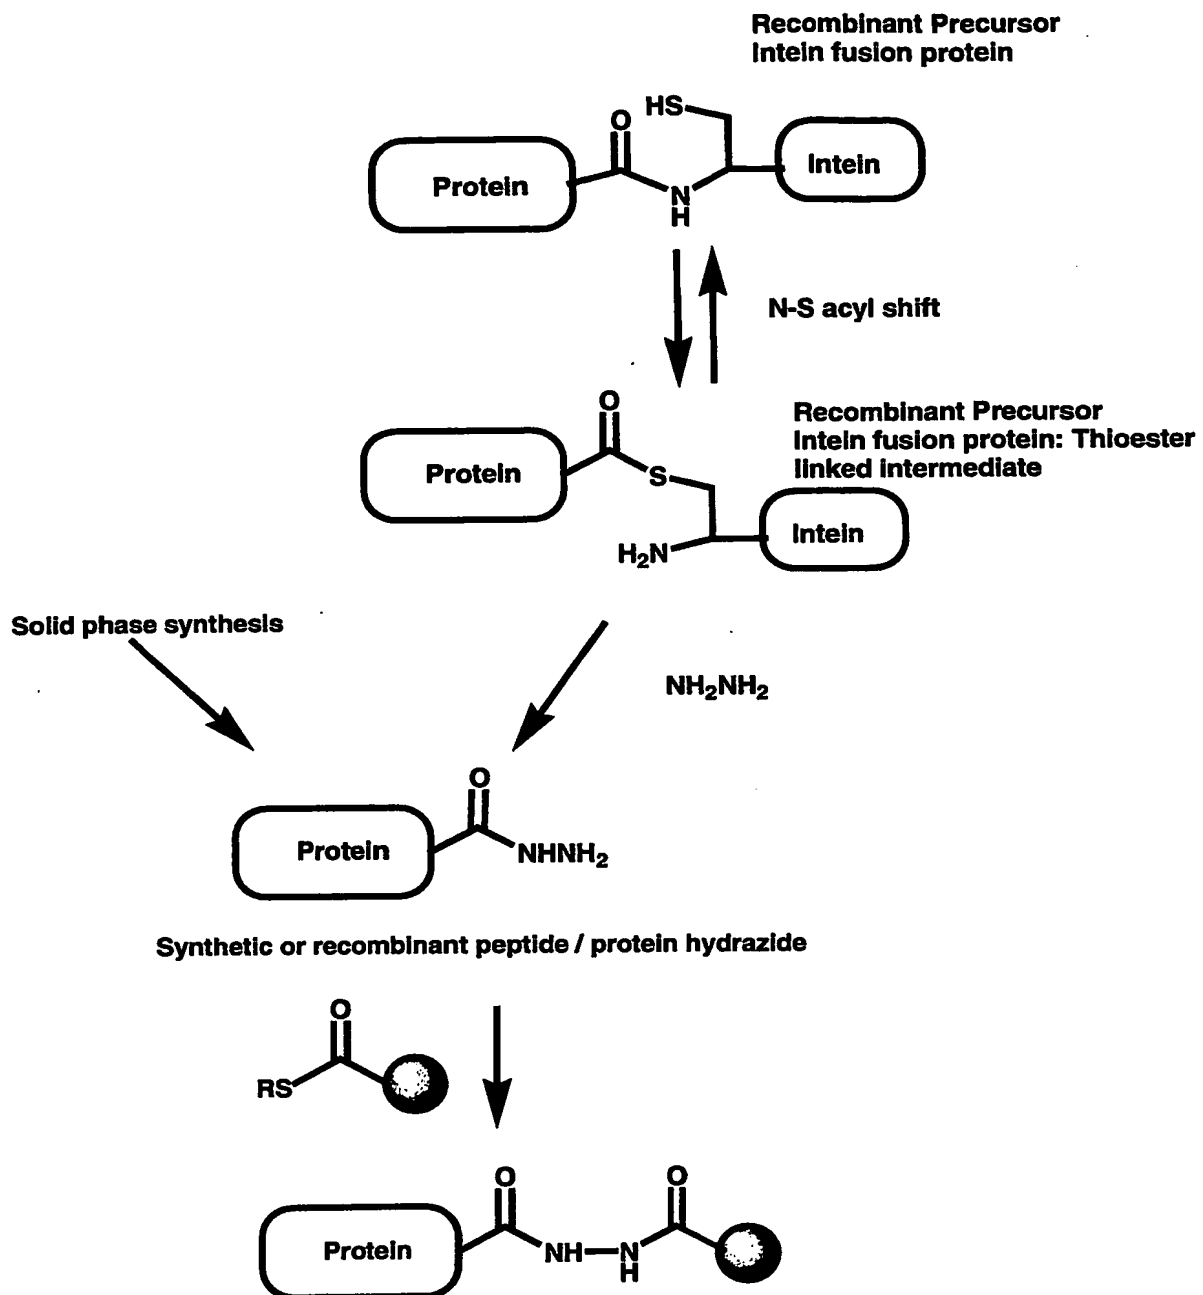 Recombinant Precursor
Intein fusion protein
HS
O
Protein
N
H
Intein
N-S acyl shift
O
Recombinant Precursor
Intein fusion protein: Thioester
linked intermediate
Protein
S
H₂N
Intein
Solid phase synthesis
NH₂NH₂
O
Protein
NHNH₂
Synthetic or recombinant peptide / protein hydrazide
O
RS
O
O
Protein
NH
N
H